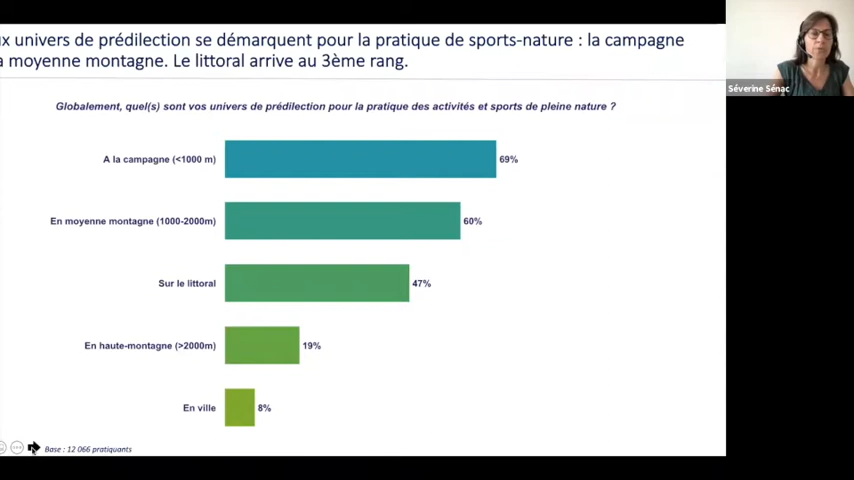 x univers de prédilection se démarquent pour la pratique de sports-nature : la campagne
a moyenne montagne. Le littoral arrive au 3ème rang.
Séverine Sénac
Globalement, quel(s) sont vos univers de prédilection pour la pratique des activités et sports de pleine nature ?
A la campagne (<1000 m)
69%
En moyenne montagne (1000-2000m)
60%
Sur le littoral
47%
En haute-montagne (>2000m)
19%
En ville
8%
Base : 12 066 pratiquants